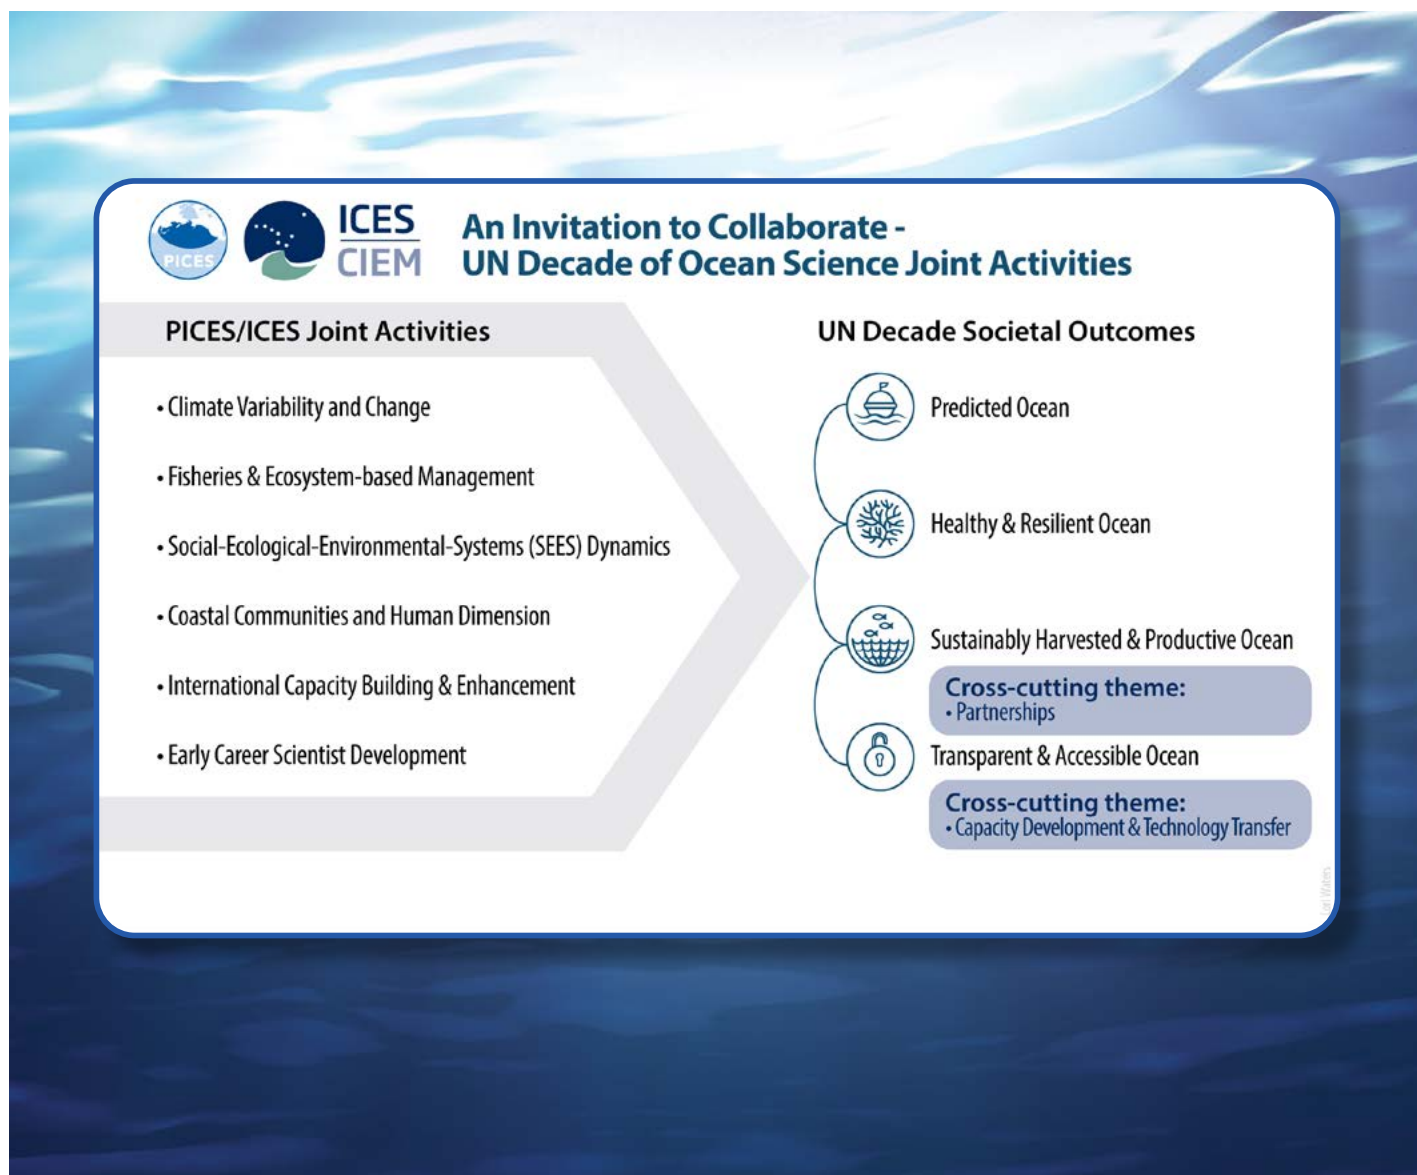 PICES
ICES
CIEM
An Invitation to Collaborate -
UN Decade of Ocean Science Joint Activities
PICES/ICES Joint Activities
• Climate Variability and Change
• Fisheries & Ecosystem-based Management
• Social-Ecological-Environmental-Systems (SEES) Dynamics
• Coastal Communities and Human Dimension
• International Capacity Building & Enhancement
• Early Career Scientist Development
UN Decade Societal Outcomes
Predicted Ocean
Healthy & Resilient Ocean
Sustainably Harvested & Productive Ocean
Cross-cutting theme:
• Partnerships
Transparent & Accessible Ocean
Cross-cutting theme:
• Capacity Development & Technology Transfer
Lori Waters